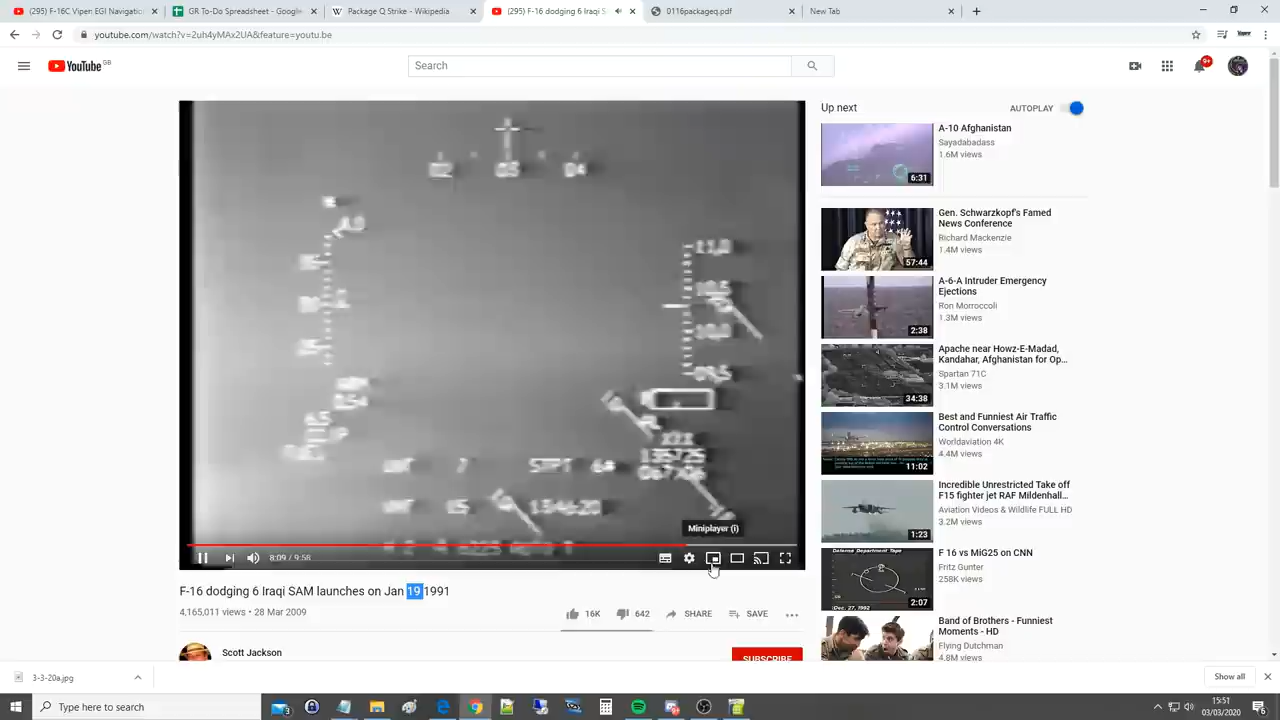 (295) F-16C Viper: EGI Navigatio
GR To-Do Spreadsheet - Google
Package Q Strike - Wikipedia
(295) F-16 dodging 6 Iraqi S
0116packageq.pdf
New Tab
youtube.com/watch?v=2uh4yMAx2UA&feature=youtu.be
YouTube GB
Search
9+
Up next
AUTOPLAY
A-10 Afghanistan
Sayadabadass
1.6M views
6:31
Gen. Schwarzkopf's Famed
News Conference
Richard Mackenzie
1.4M views
57:44
A-6-A Intruder Emergency
Ejections
Ron Morroccoli
1.3M views
2:38
Apache near Howz-E-Madad,
Kandahar, Afghanistan for Op...
Spartan 71C
3.1M views
34:38
Best and Funniest Air Traffic
Control Conversations
Worldaviation 4K
4.4M views
11:02
Incredible Unrestricted Take off
F15 fighter jet RAF Mildenhall...
Aviation Videos & Wildlife FULL HD
3.2M views
1:23
F 16 vs MiG25 on CNN
Fritz Gunter
258K views
Defense Department Tape
Dec. 27, 1992
2:07
Band of Brothers - Funniest
Moments - HD
Flying Dutchman
4.8M views
Miniplayer (i)
8:09 / 9:58
F-16 dodging 6 Iraqi SAM launches on Jan 19 1991
4,165,011 views • 28 Mar 2009
16K
642
SHARE
SAVE
Scott Jackson
SUBSCRIBE
3-3-20a.jpg
Show all
Type here to search
15:51
03/03/2020